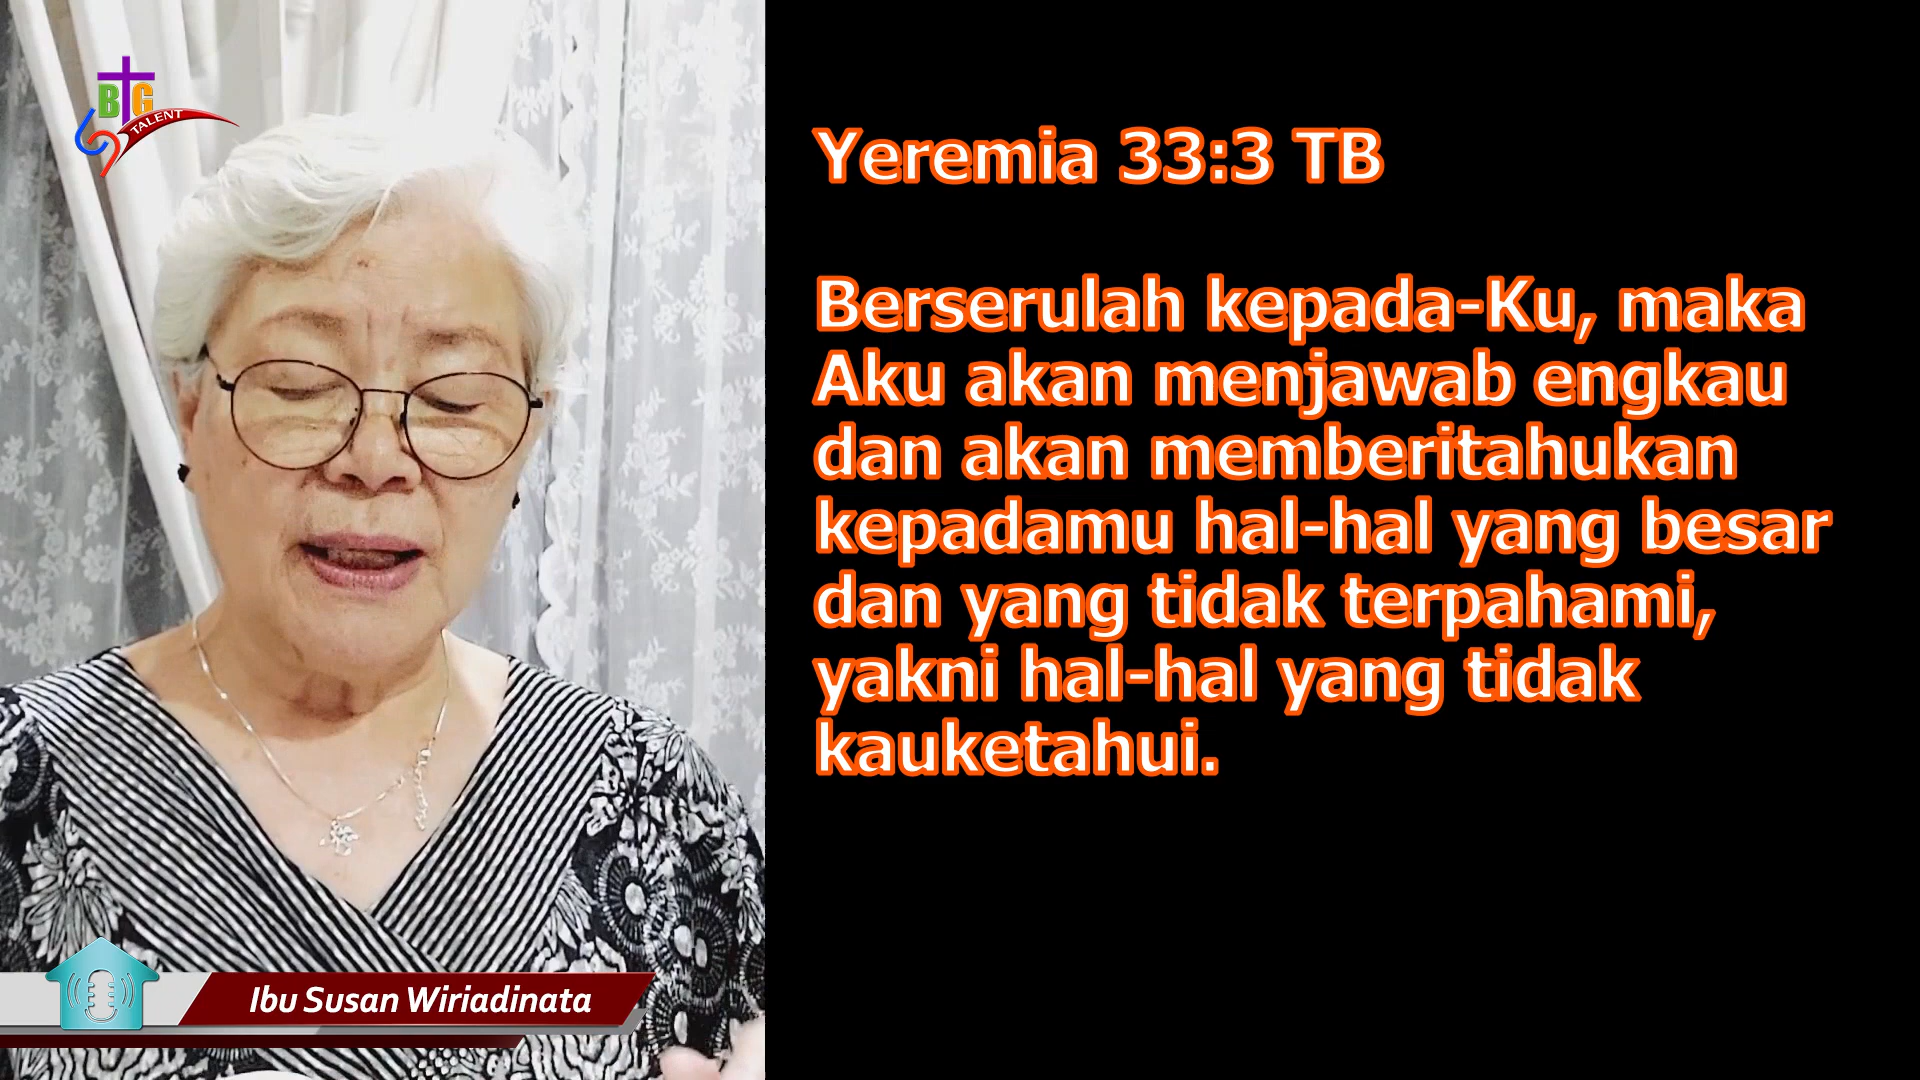 BTG
TALENT
Yeremia 33:3 TB
Berserulah kepada-Ku, maka
Aku akan menjawab engkau
dan akan memberitahukan
kepadamu hal-hal yang besar
dan yang tidak terpahami,
yakni hal-hal yang tidak
kauketahui.
Ibu Susan Wiriadinata